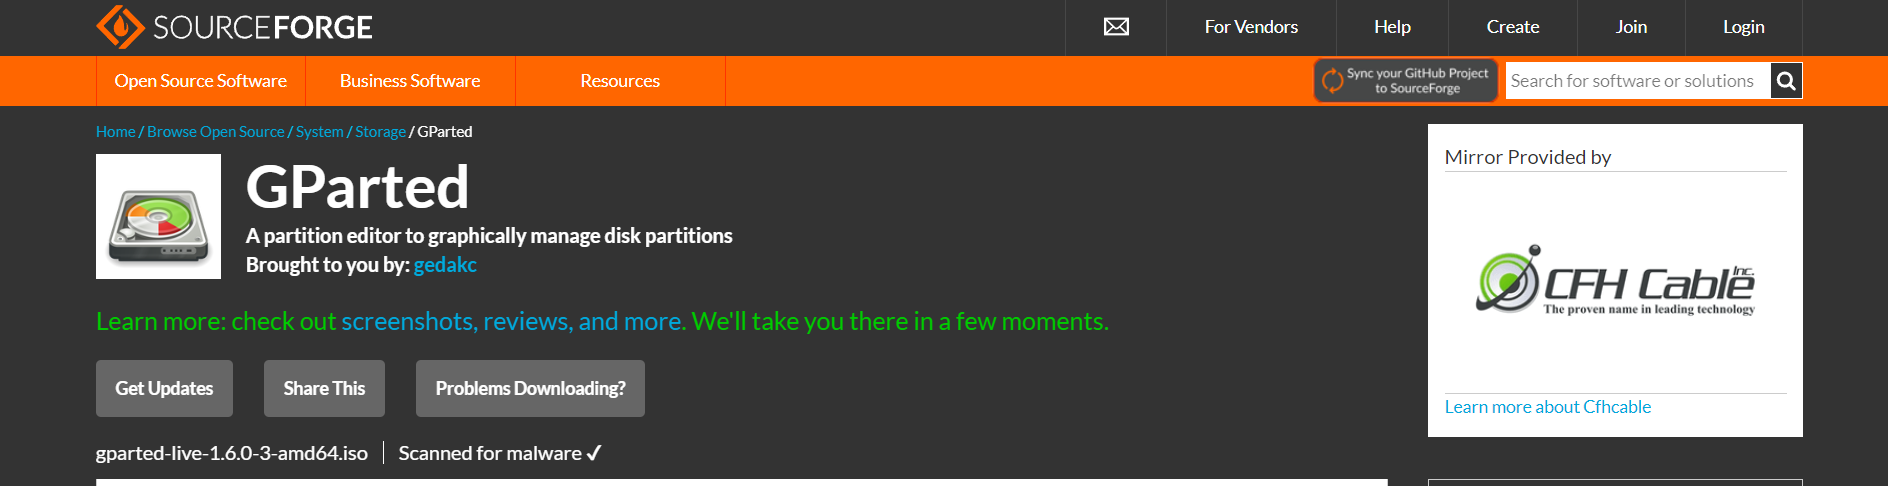 SOURCEFORGE
For Vendors
Help
Create
Join
Login
Open Source Software
Business Software
Resources
Sync your GitHub Project
to SourceForge
Search for software or solutions
Home / Browse Open Source / System / Storage / GParted
GParted
A partition editor to graphically manage disk partitions
Brought to you by: gedakc
Learn more: check out screenshots, reviews, and more. We'll take you there in a few moments.
Get Updates
Share This
Problems Downloading?
gparted-live-1.6.0-3-amd64.iso
Scanned for malware ✓
Mirror Provided by
CFH Cable Inc.
The proven name in leading technology
Learn more about Cfhcable